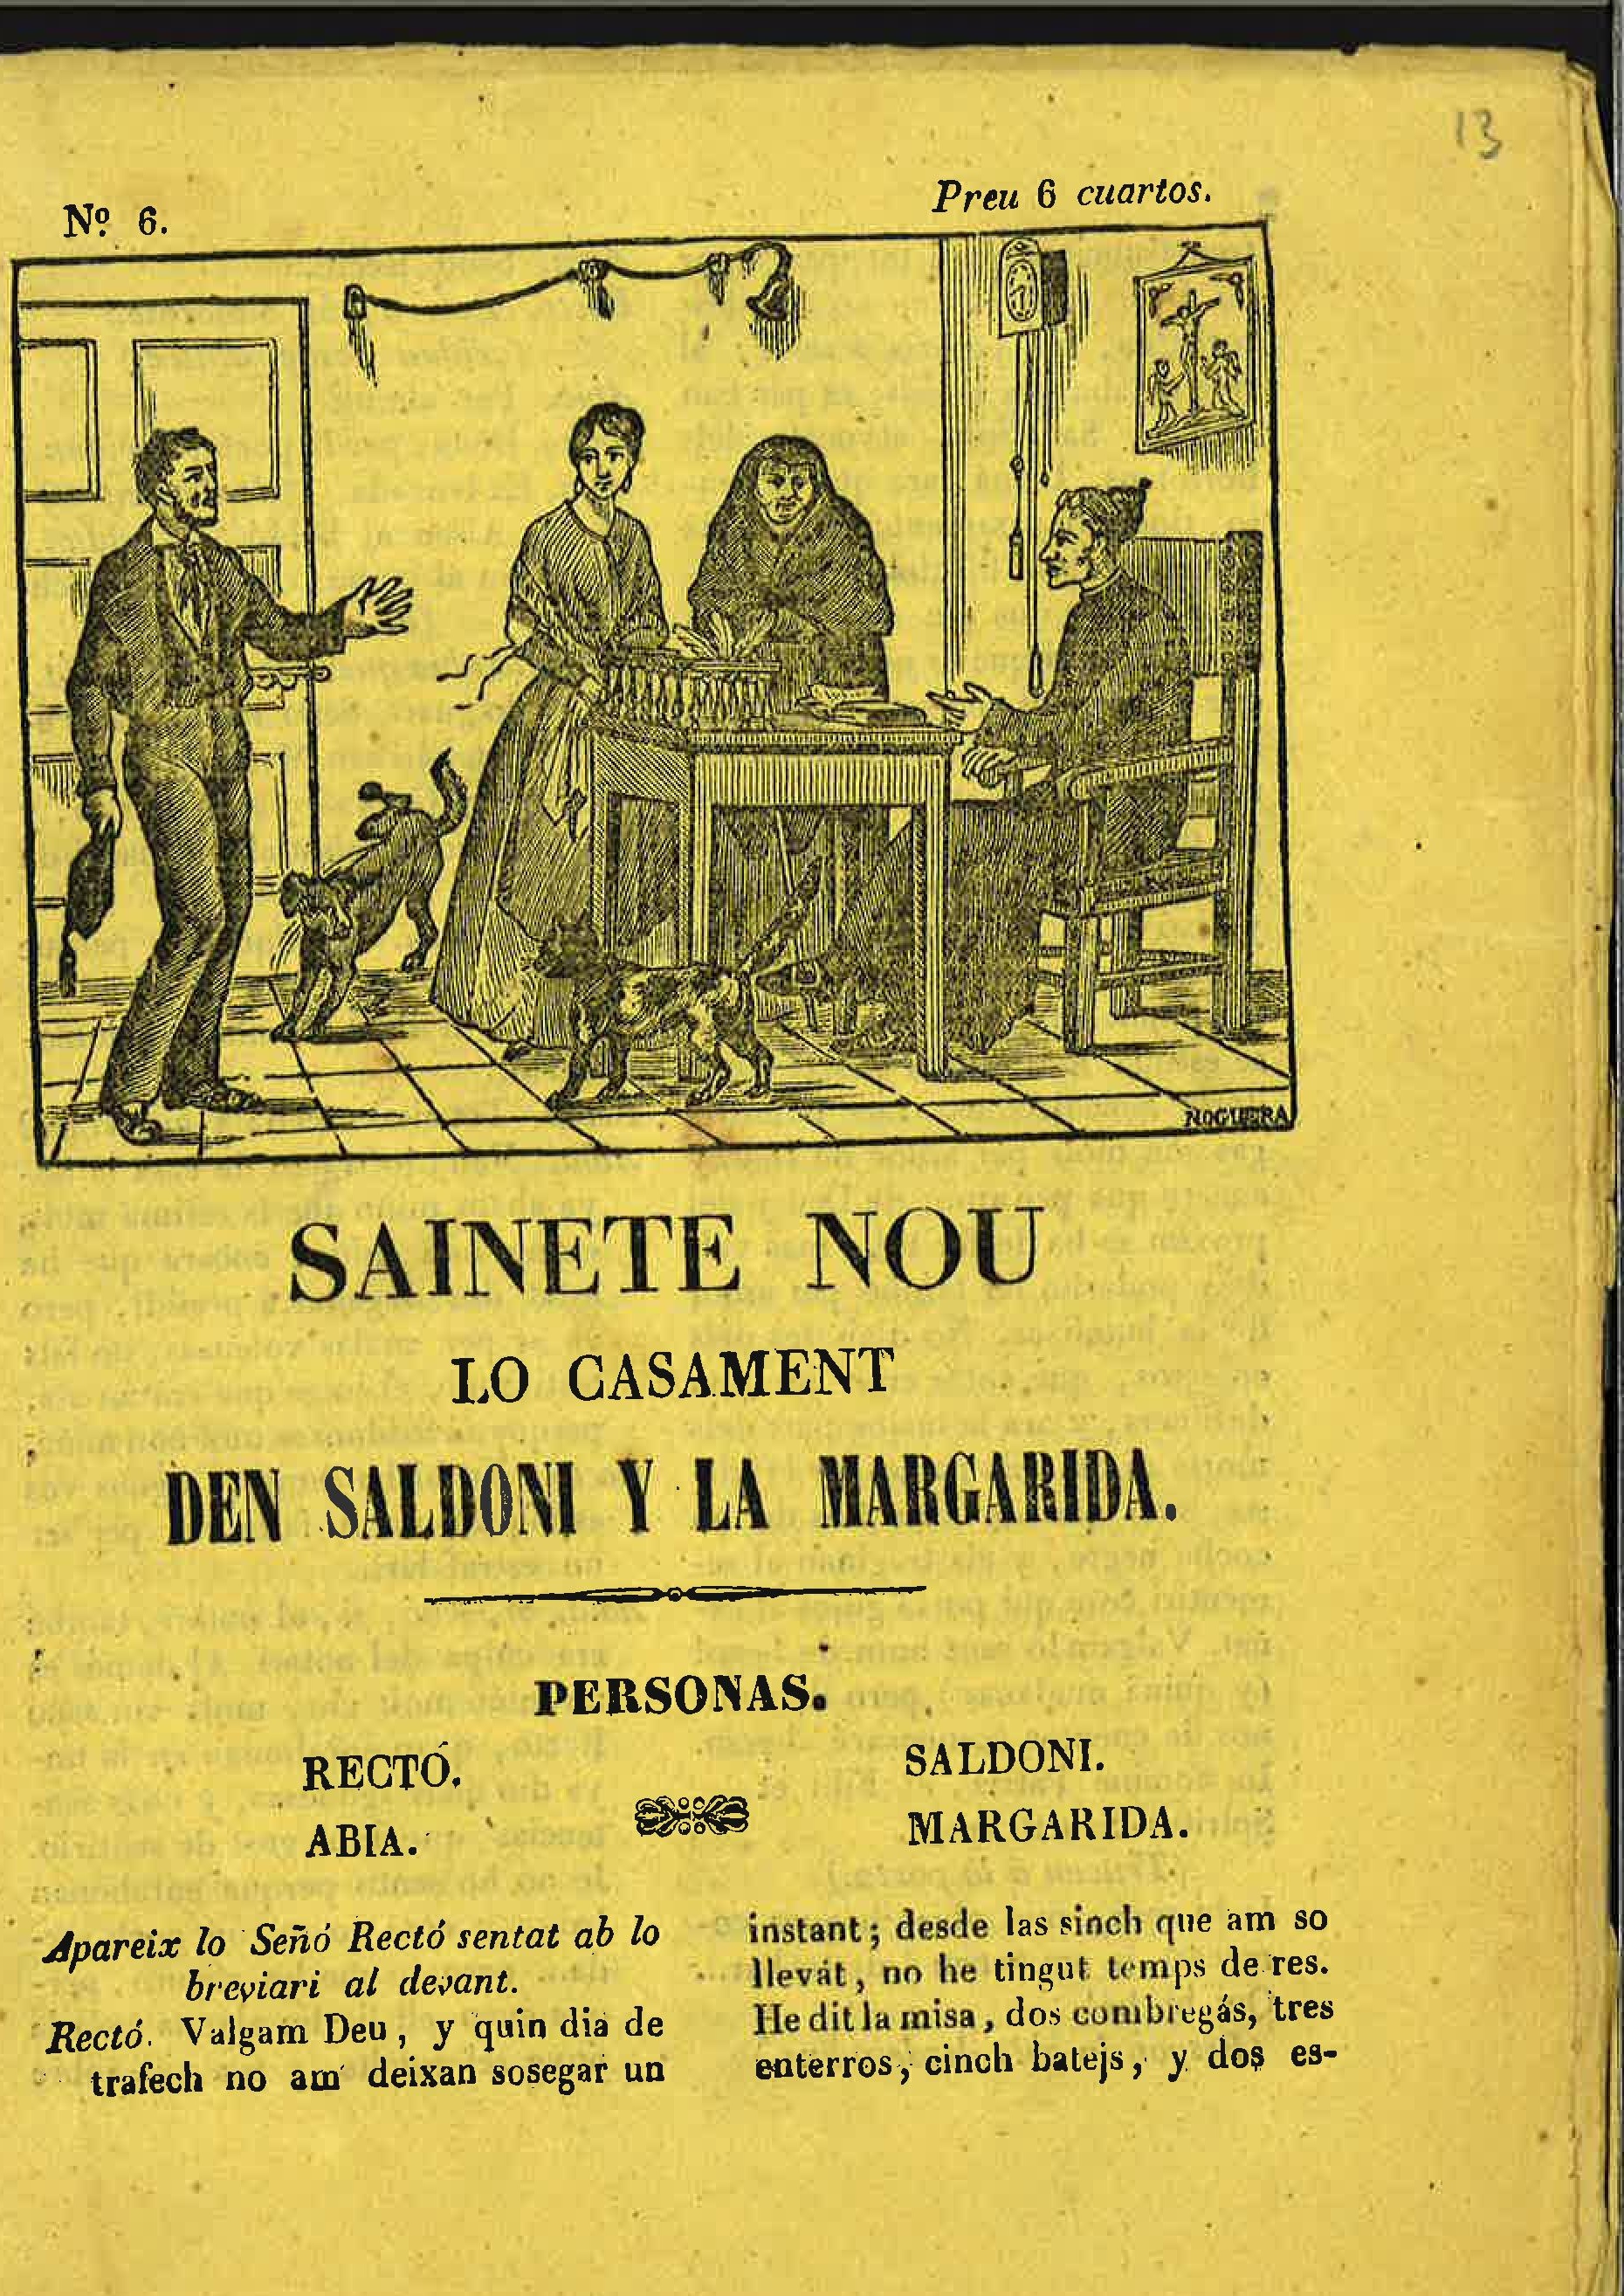 13
Nº 6.
Preu 6 cuartos.
NOGUERA
SAINETE NOU
LO CASAMENT
DEN SALDONI Y LA MARGARIDA.
PERSONAS.
RECTÓ.
ABIA.
SALDONI.
MARGARIDA.
Apareix lo Señó Rectó sentat ab lo
breviari al devant.
Rectó. Valgam Deu, y quin dia de
trafech no am deixan sosegar un
instant; desde las sinch que am so
llevát, no he tingut temps de res.
He dit la misa, dos combregás, tres
enterros, cinch batejs, y dos es-